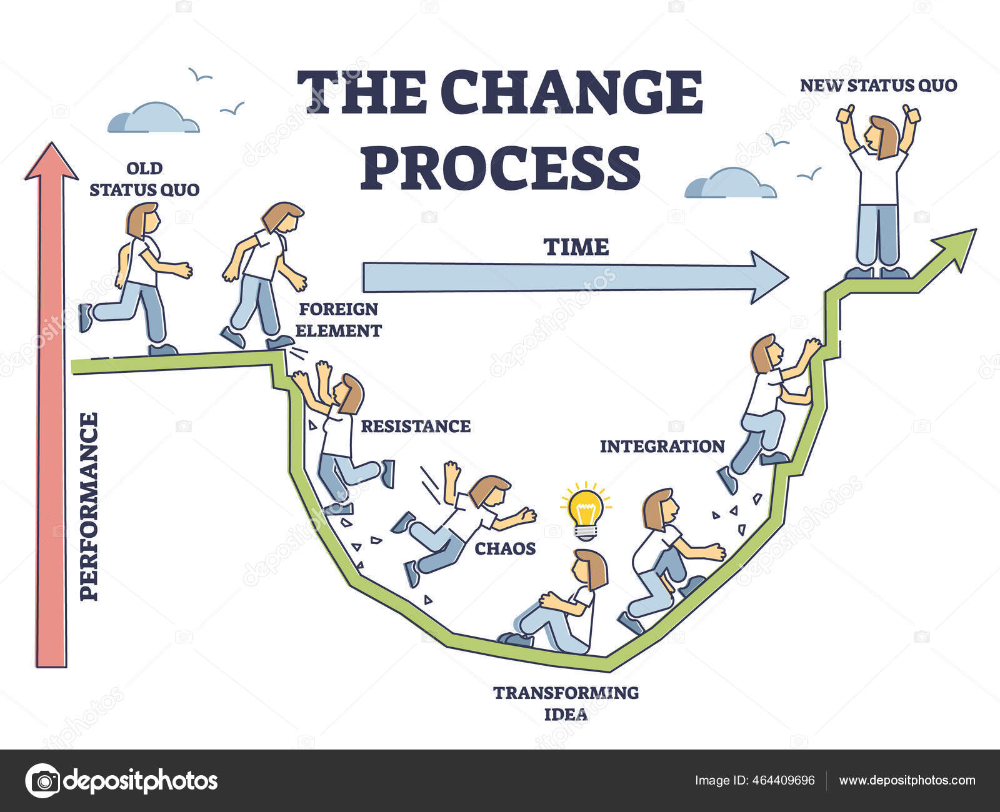 THE CHANGE
PROCESS
NEW STATUS QUO
OLD
STATUS QUO
TIME
FOREIGN
ELEMENT
PERFORMANCE
RESISTANCE
INTEGRATION
CHAOS
TRANSFORMING
IDEA
depositphotos
Image ID: 464409696
www.depositphotos.com